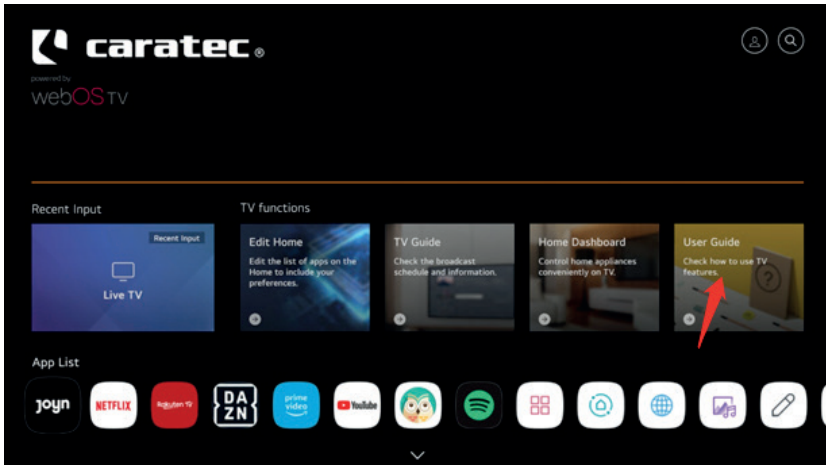 caratec®
powered by
webOS TV
Recent Input
TV functions
Recent Input
Live TV
Edit Home
Edit the list of apps on the
Home to include your
preferences.
TV Guide
Check the broadcast
schedule and information.
Home Dashboard
Control home appliances
conveniently on TV.
User Guide
Check how to use TV
features.
?
App List
joyn
NETFLIX
Rakuten TV
DA
ZN
prime
video
YouTube